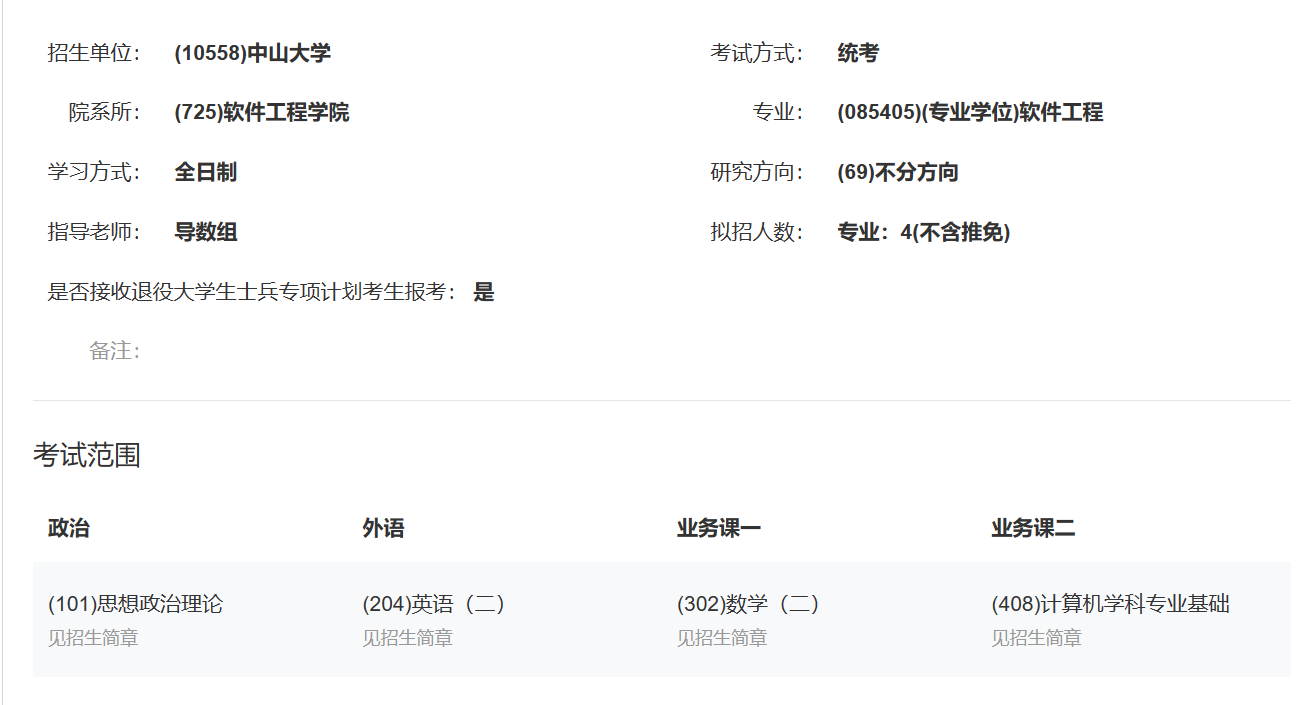 招生单位： (10558)中山大学 考试方式： 统考
院系所： (725)软件工程学院 专业： (085405)(专业学位)软件工程
学习方式： 全日制 研究方向： (69)不分方向
指导老师： 导数组 拟招人数： 专业：4(不含推免)
是否接收退役大学生士兵专项计划考生报考： 是
备注：
考试范围
政治 外语 业务课一 业务课二
(101)思想政治理论 (204)英语（二） (302)数学（二） (408)计算机学科专业基础
见招生简章 见招生简章 见招生简章 见招生简章